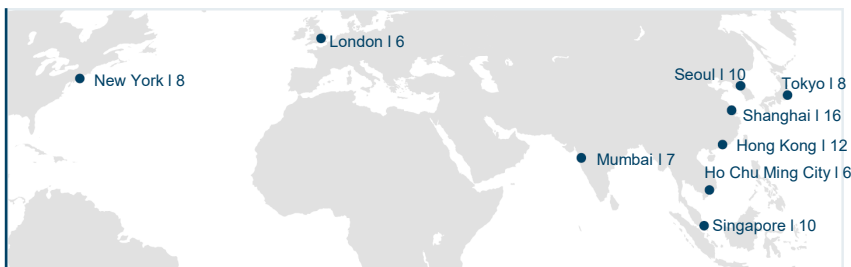 London l 6
New York l 8
Seoul l 10
Tokyo l 8
Shanghai l 16
Hong Kong l 12
Mumbai l 7
Ho Chu Ming City l 6
Singapore l 10